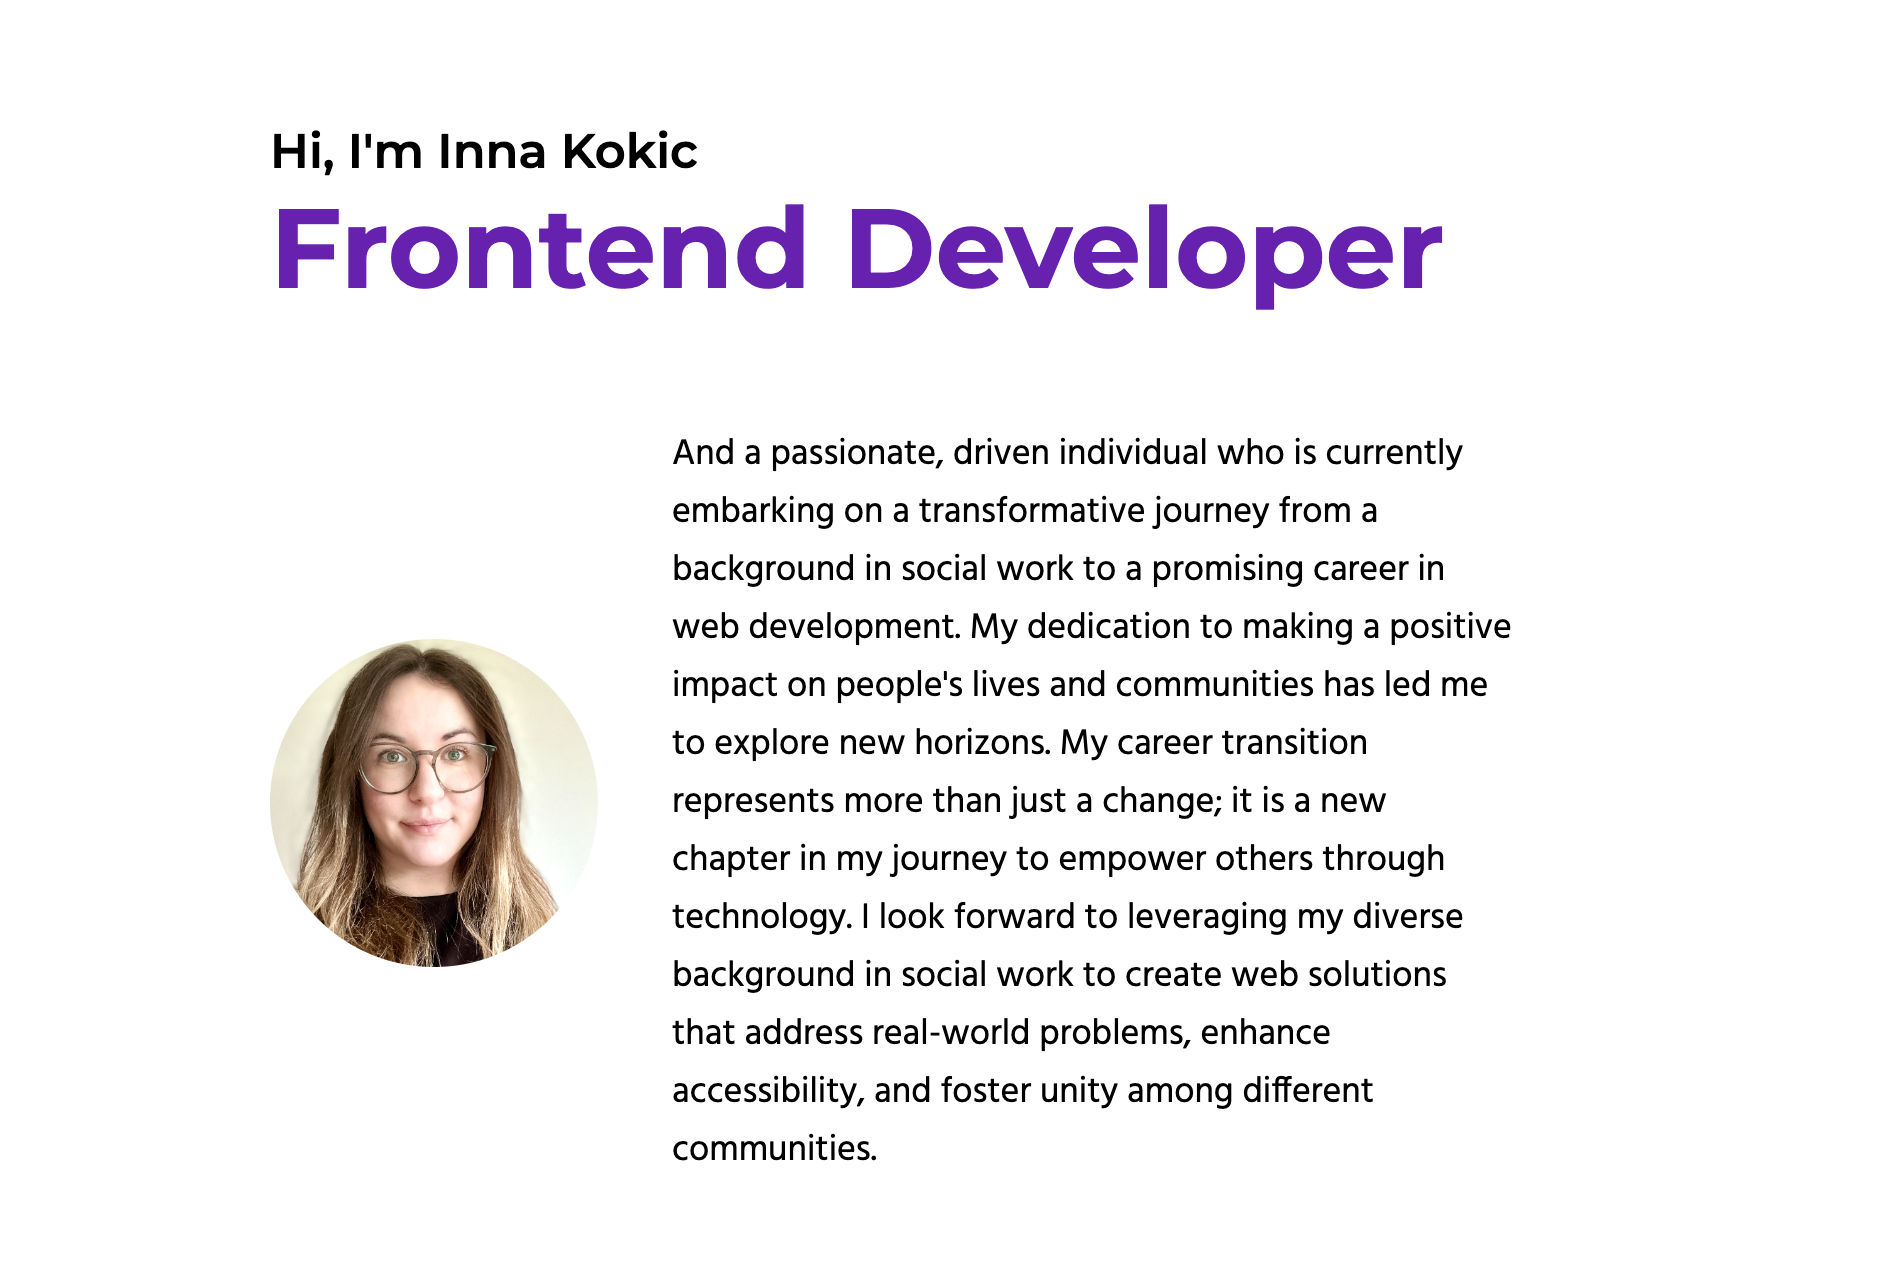 Hi, I'm Inna Kokic
Frontend Developer
And a passionate, driven individual who is currently
embarking on a transformative journey from a
background in social work to a promising career in
web development. My dedication to making a positive
impact on people's lives and communities has led me
to explore new horizons. My career transition
represents more than just a change; it is a new
chapter in my journey to empower others through
technology. I look forward to leveraging my diverse
background in social work to create web solutions
that address real-world problems, enhance
accessibility, and foster unity among different
communities.